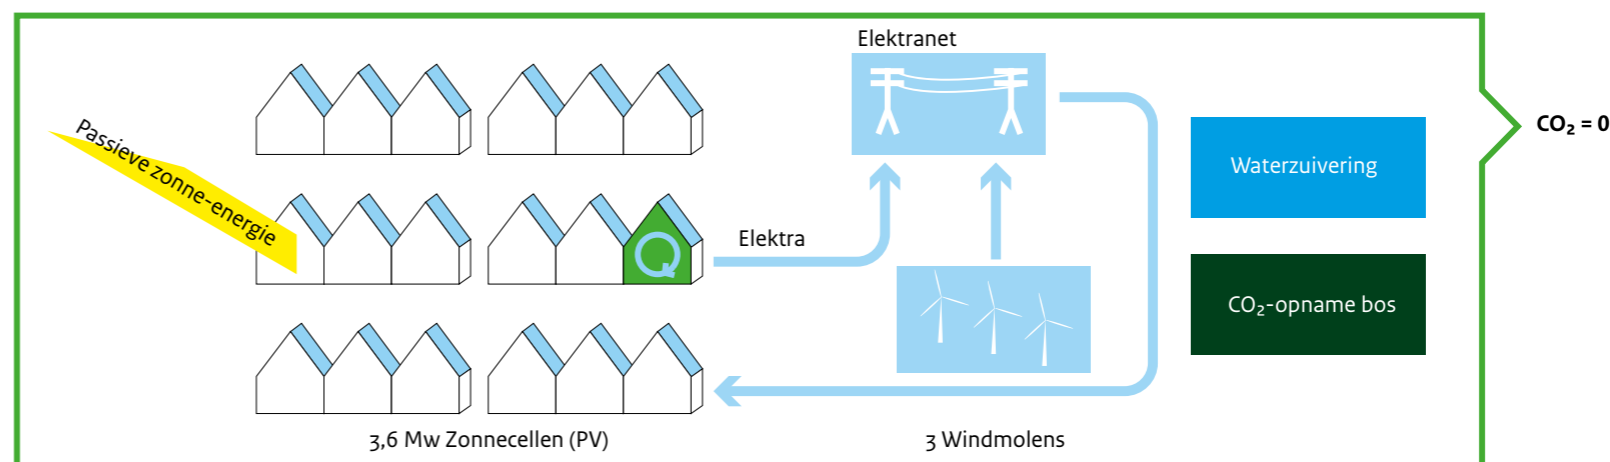 Elektranet
CO₂ = 0
Passieve zonne-energie
Waterzuivering
Elektra
CO₂-opname bos
3,6 Mw Zonnecellen (PV)
3 Windmolens